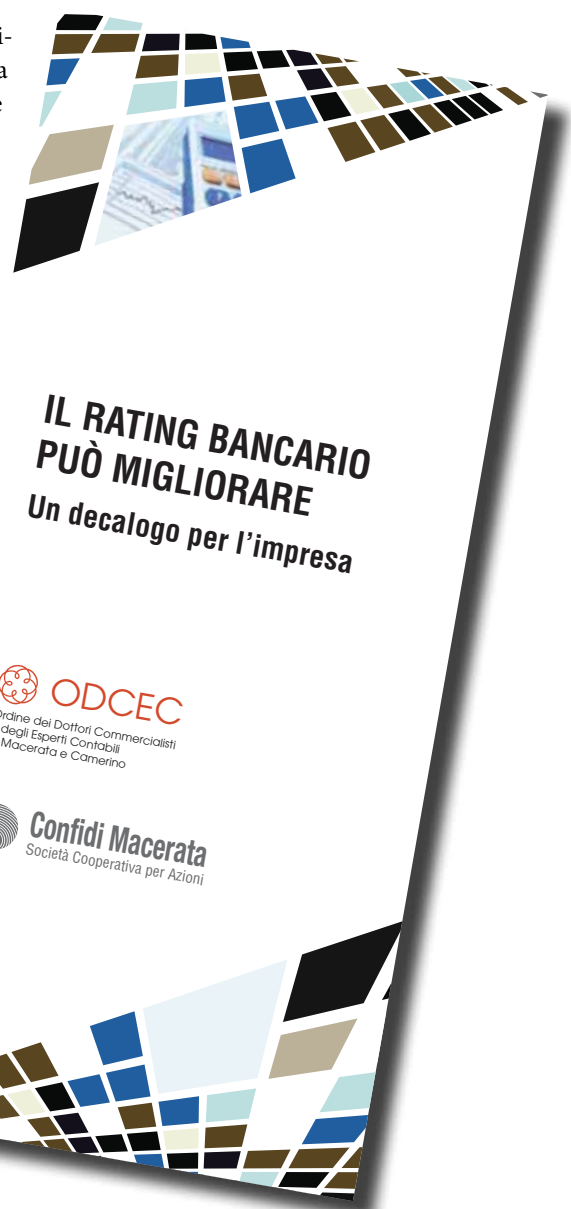 i-
a
e
IL RATING BANCARIO
PUÒ MIGLIORARE
Un decalogo per l'impresa
ODCEC
Ordine dei Dottori Commercialisti
degli Esperti Contabili
Macerata e Camerino
Confidi Macerata
Società Cooperativa per Azioni